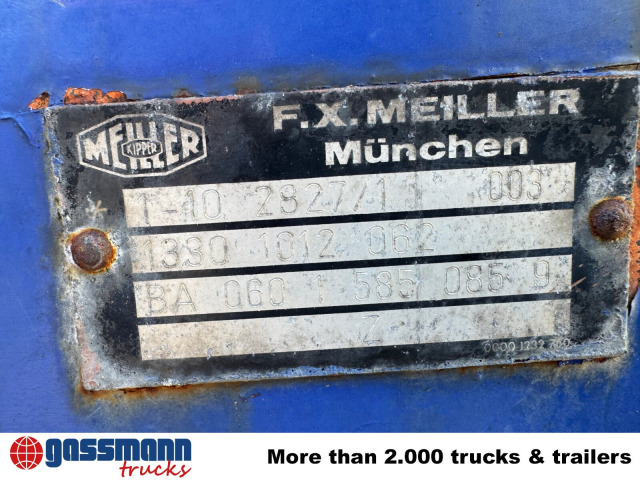 MEILLER
KIPPER
F.X.MEILLER
München
T-10 2827/1 003
1390 1012 062
BA 060 1 585 085 9
Z
gassmann
trucks
More than 2.000 trucks & trailers